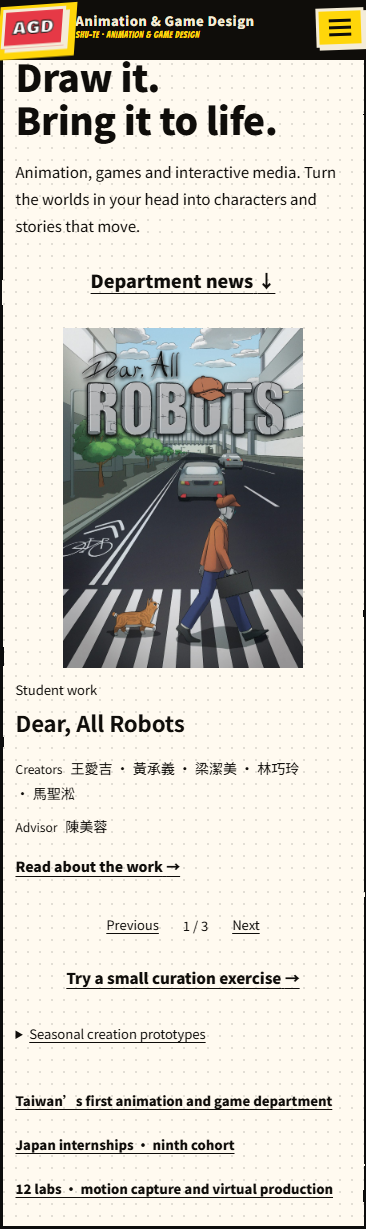 AGD
Animation & Game Design
SHU-TE · ANIMATION & GAME DESIGN
Draw it.
Bring it to life.
Animation, games and interactive media. Turn
the worlds in your head into characters and
stories that move.
Department news ↓
Dear, All
ROBOTS
Student work
Dear, All Robots
Creators 王愛吉 · 黃承義 · 梁潔美 · 林巧玲
· 馬聖淞
Advisor 陳美蓉
Read about the work →
Previous 1 / 3 Next
Try a small curation exercise →
▶ Seasonal creation prototypes
Taiwan’s first animation and game department
Japan internships · ninth cohort
12 labs · motion capture and virtual production